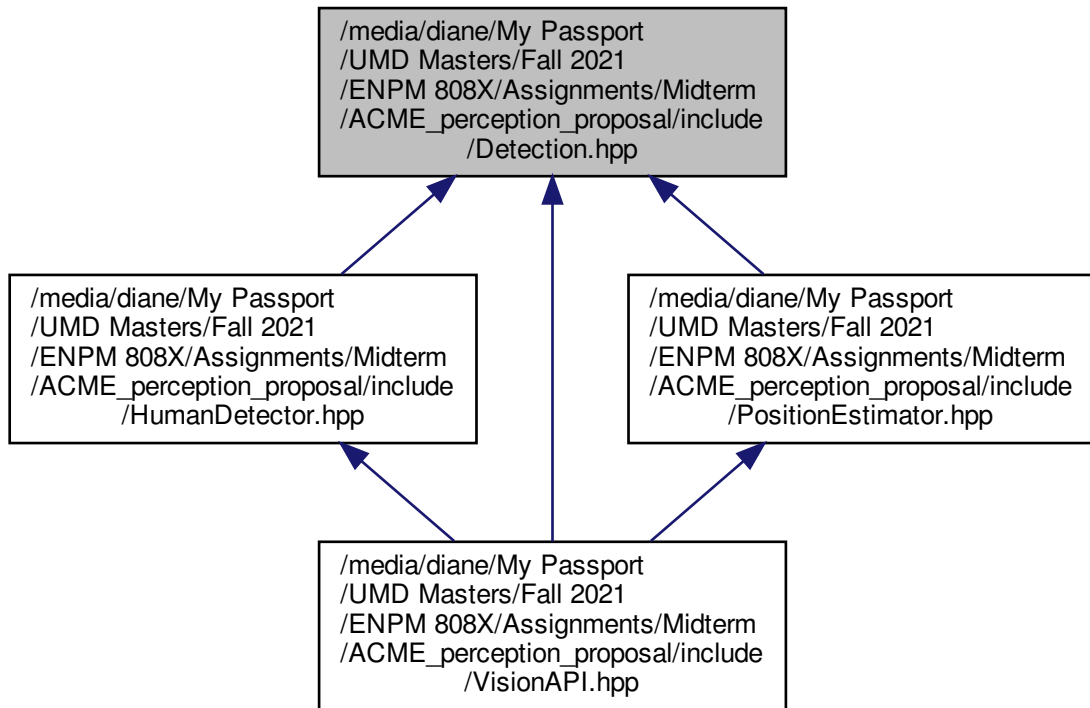 /media/diane/My Passport
/UMD Masters/Fall 2021
/ENPM 808X/Assignments/Midterm
/ACME_perception_proposal/include
/Detection.hpp
/media/diane/My Passport
/UMD Masters/Fall 2021
/ENPM 808X/Assignments/Midterm
/ACME_perception_proposal/include
/HumanDetector.hpp
/media/diane/My Passport
/UMD Masters/Fall 2021
/ENPM 808X/Assignments/Midterm
/ACME_perception_proposal/include
/PositionEstimator.hpp
/media/diane/My Passport
/UMD Masters/Fall 2021
/ENPM 808X/Assignments/Midterm
/ACME_perception_proposal/include
/VisionAPI.hpp